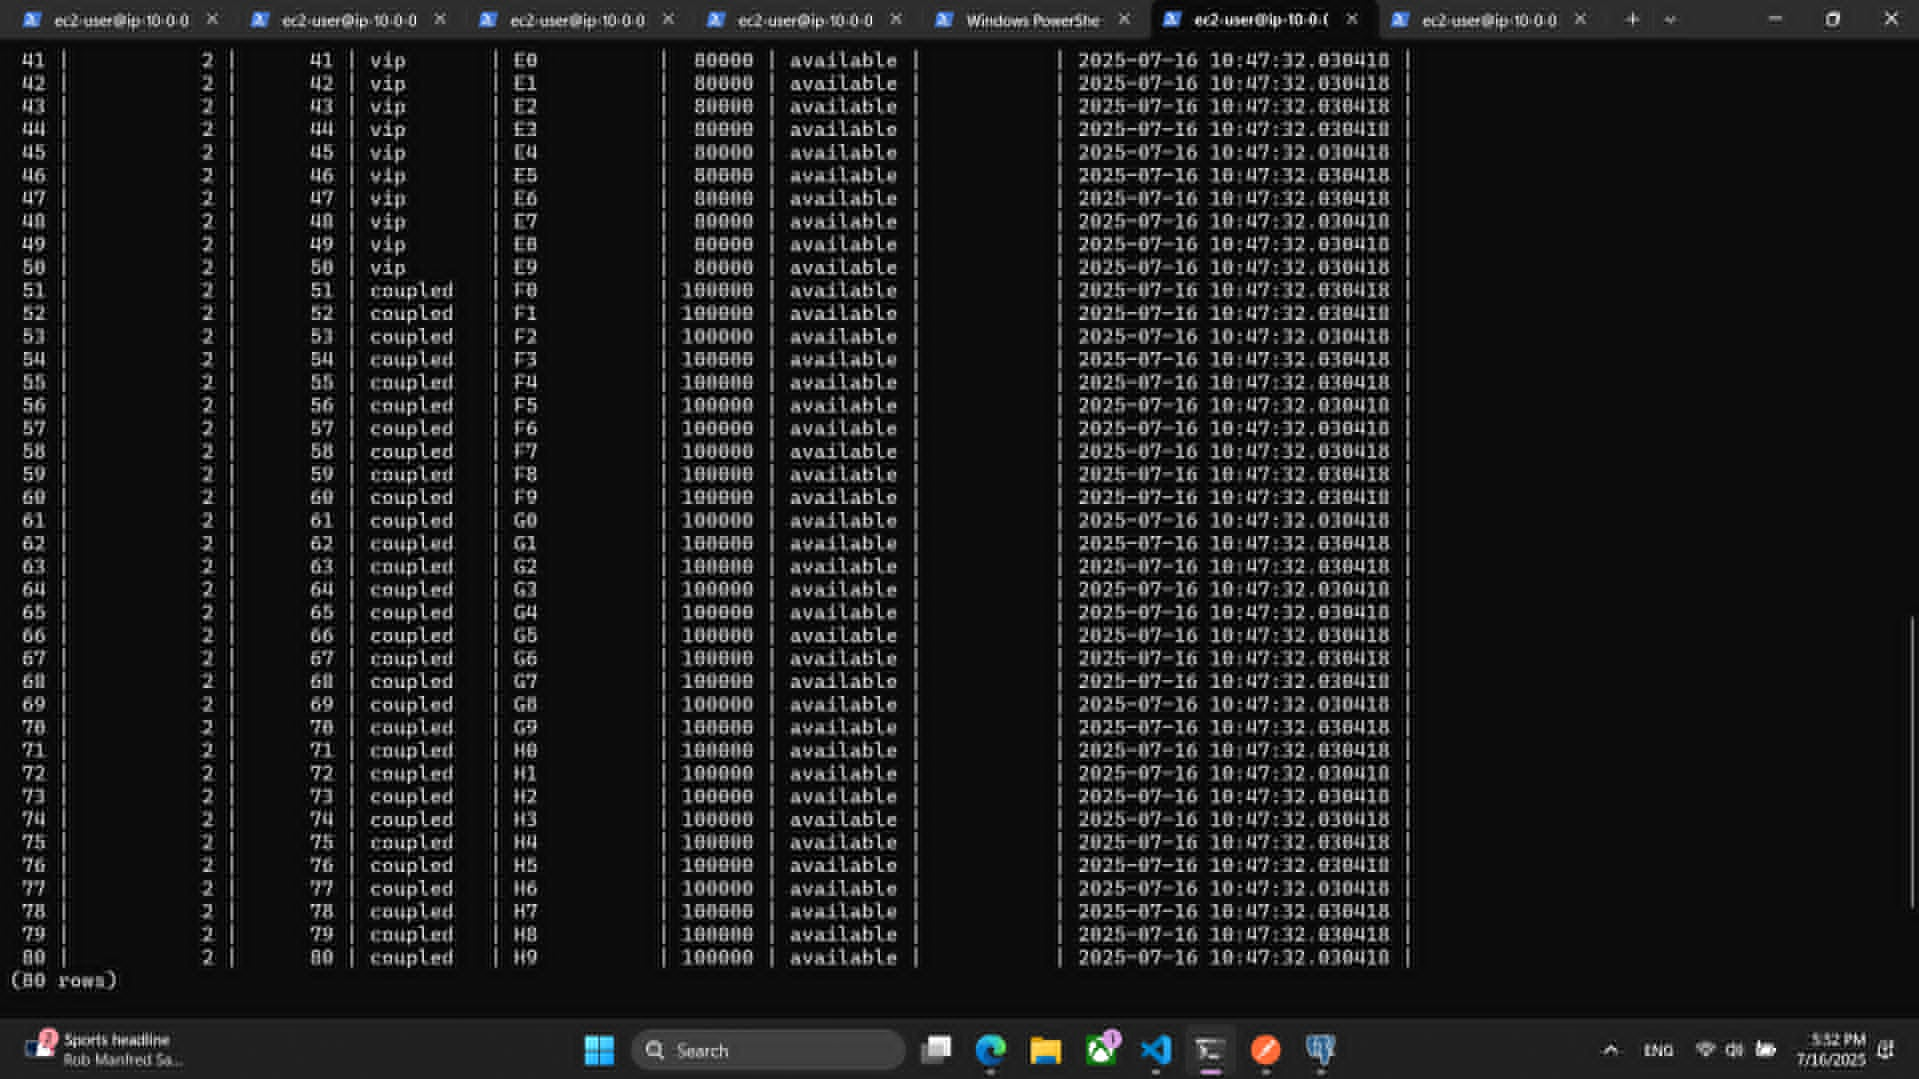 ec2-user@ip-10-0-0 ec2-user@ip-10-0-0 ec2-user@ip-10-0-0 ec2-user@ip-10-0-0 Windows PowerShe ec2-user@ip-10-0-( ec2-user@ip-10-0-0
41 | 2 | 41 | vip | E0 | 80000 | available | | 2025-07-16 10:47:32.030418 |
42 | 2 | 42 | vip | E1 | 80000 | available | | 2025-07-16 10:47:32.030418 |
43 | 2 | 43 | vip | E2 | 80000 | available | | 2025-07-16 10:47:32.030418 |
44 | 2 | 44 | vip | E3 | 80000 | available | | 2025-07-16 10:47:32.030418 |
45 | 2 | 45 | vip | E4 | 80000 | available | | 2025-07-16 10:47:32.030418 |
46 | 2 | 46 | vip | E5 | 80000 | available | | 2025-07-16 10:47:32.030418 |
47 | 2 | 47 | vip | E6 | 80000 | available | | 2025-07-16 10:47:32.030418 |
48 | 2 | 48 | vip | E7 | 80000 | available | | 2025-07-16 10:47:32.030418 |
49 | 2 | 49 | vip | E8 | 80000 | available | | 2025-07-16 10:47:32.030418 |
50 | 2 | 50 | vip | E9 | 80000 | available | | 2025-07-16 10:47:32.030418 |
51 | 2 | 51 | coupled | F0 | 100000 | available | | 2025-07-16 10:47:32.030418 |
52 | 2 | 52 | coupled | F1 | 100000 | available | | 2025-07-16 10:47:32.030418 |
53 | 2 | 53 | coupled | F2 | 100000 | available | | 2025-07-16 10:47:32.030418 |
54 | 2 | 54 | coupled | F3 | 100000 | available | | 2025-07-16 10:47:32.030418 |
55 | 2 | 55 | coupled | F4 | 100000 | available | | 2025-07-16 10:47:32.030418 |
56 | 2 | 56 | coupled | F5 | 100000 | available | | 2025-07-16 10:47:32.030418 |
57 | 2 | 57 | coupled | F6 | 100000 | available | | 2025-07-16 10:47:32.030418 |
58 | 2 | 58 | coupled | F7 | 100000 | available | | 2025-07-16 10:47:32.030418 |
59 | 2 | 59 | coupled | F8 | 100000 | available | | 2025-07-16 10:47:32.030418 |
60 | 2 | 60 | coupled | F9 | 100000 | available | | 2025-07-16 10:47:32.030418 |
61 | 2 | 61 | coupled | G0 | 100000 | available | | 2025-07-16 10:47:32.030418 |
62 | 2 | 62 | coupled | G1 | 100000 | available | | 2025-07-16 10:47:32.030418 |
63 | 2 | 63 | coupled | G2 | 100000 | available | | 2025-07-16 10:47:32.030418 |
64 | 2 | 64 | coupled | G3 | 100000 | available | | 2025-07-16 10:47:32.030418 |
65 | 2 | 65 | coupled | G4 | 100000 | available | | 2025-07-16 10:47:32.030418 |
66 | 2 | 66 | coupled | G5 | 100000 | available | | 2025-07-16 10:47:32.030418 |
67 | 2 | 67 | coupled | G6 | 100000 | available | | 2025-07-16 10:47:32.030418 |
68 | 2 | 68 | coupled | G7 | 100000 | available | | 2025-07-16 10:47:32.030418 |
69 | 2 | 69 | coupled | G8 | 100000 | available | | 2025-07-16 10:47:32.030418 |
70 | 2 | 70 | coupled | G9 | 100000 | available | | 2025-07-16 10:47:32.030418 |
71 | 2 | 71 | coupled | H0 | 100000 | available | | 2025-07-16 10:47:32.030418 |
72 | 2 | 72 | coupled | H1 | 100000 | available | | 2025-07-16 10:47:32.030418 |
73 | 2 | 73 | coupled | H2 | 100000 | available | | 2025-07-16 10:47:32.030418 |
74 | 2 | 74 | coupled | H3 | 100000 | available | | 2025-07-16 10:47:32.030418 |
75 | 2 | 75 | coupled | H4 | 100000 | available | | 2025-07-16 10:47:32.030418 |
76 | 2 | 76 | coupled | H5 | 100000 | available | | 2025-07-16 10:47:32.030418 |
77 | 2 | 77 | coupled | H6 | 100000 | available | | 2025-07-16 10:47:32.030418 |
78 | 2 | 78 | coupled | H7 | 100000 | available | | 2025-07-16 10:47:32.030418 |
79 | 2 | 79 | coupled | H8 | 100000 | available | | 2025-07-16 10:47:32.030418 |
80 | 2 | 80 | coupled | H9 | 100000 | available | | 2025-07-16 10:47:32.030418 |
(80 rows)
Sports headline
Rob Manfred Sa...
Search
ENG
5:52 PM
7/16/2025